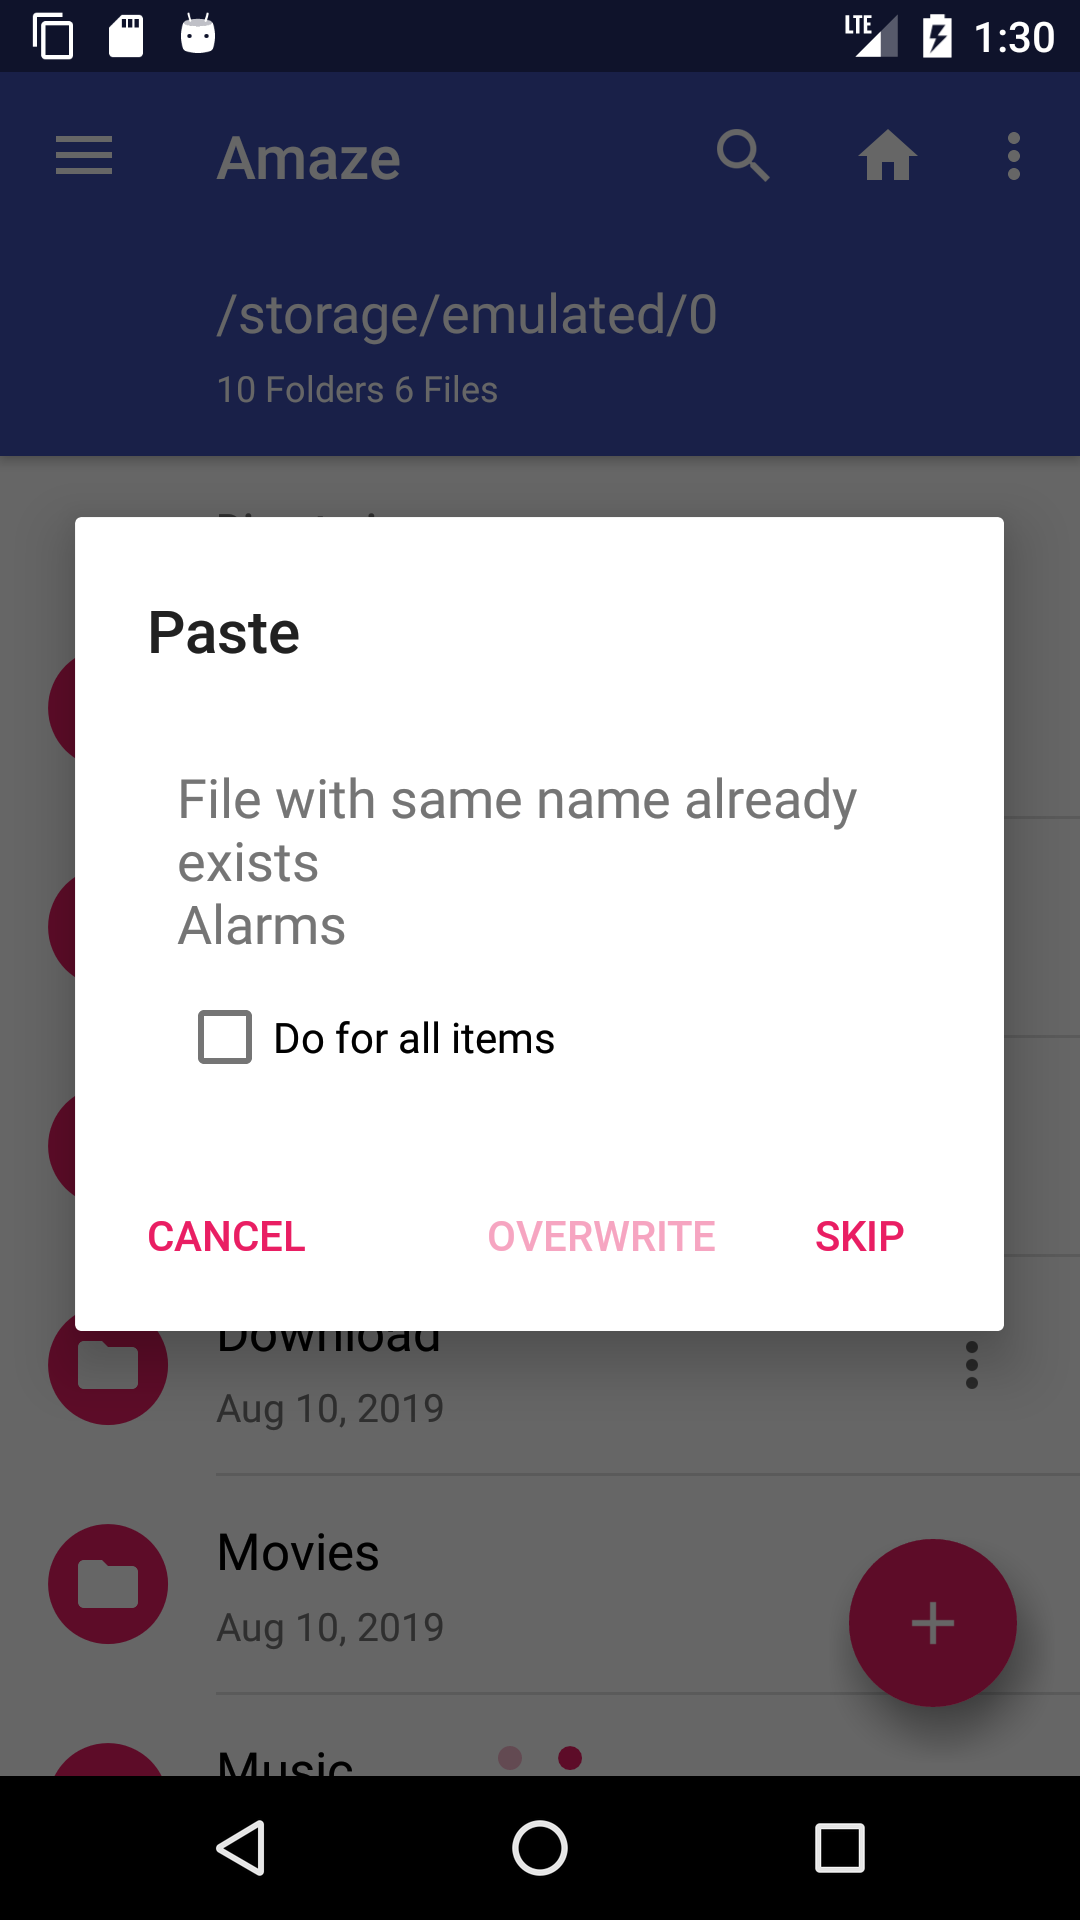 LTE 1:30
Amaze
/storage/emulated/0
10 Folders 6 Files
Paste
File with same name already
exists
Alarms
Do for all items
CANCEL OVERWRITE SKIP
Download
Aug 10, 2019
Movies
Aug 10, 2019
Music